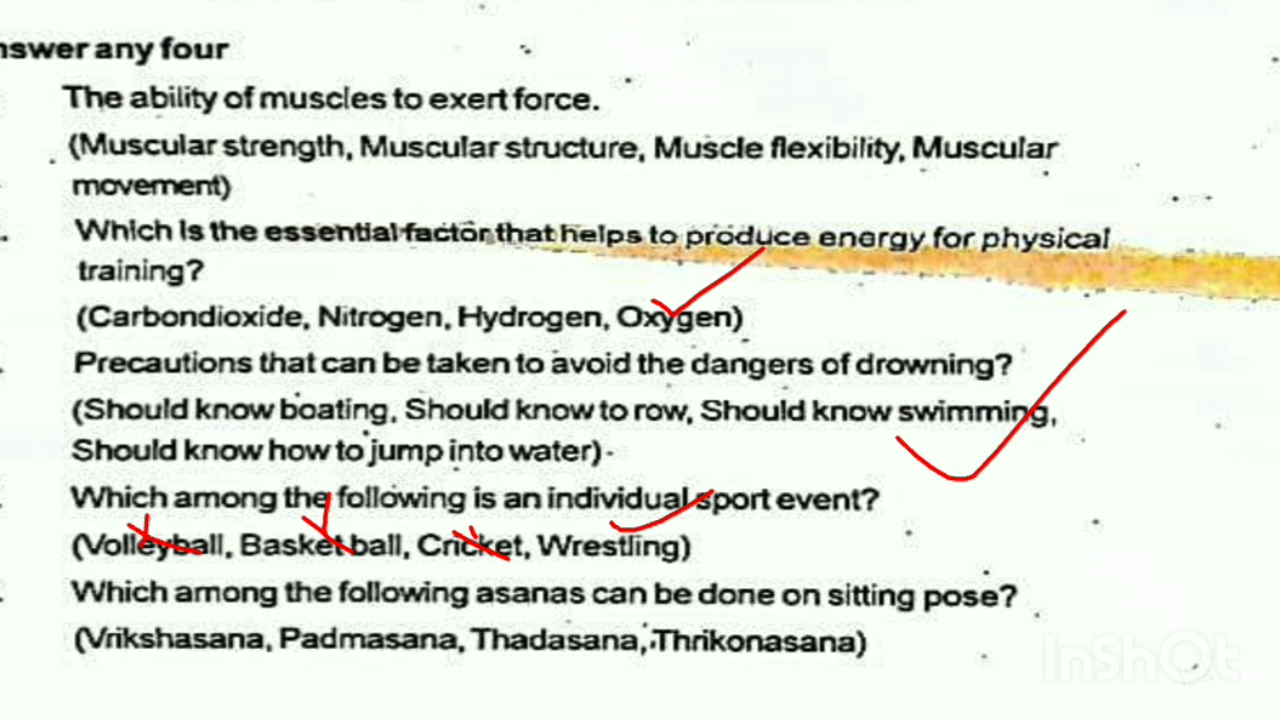 nswer any four
The ability of muscles to exert force.
(Muscular strength, Muscular structure, Muscle flexibility, Muscular
movement)
Which is the essential factor that helps to produce energy for physical
training?
(Carbondioxide, Nitrogen, Hydrogen, Oxygen)
Precautions that can be taken to avoid the dangers of drowning?
(Should know boating, Should know to row, Should know swimming,
Should know how to jump into water)
Which among the following is an individual sport event?
(Volleyball, Basket ball, Cricket, Wrestling)
Which among the following asanas can be done on sitting pose?
(Vrikshasana, Padmasana, Thadasana, Thrikonasana)
InShOt